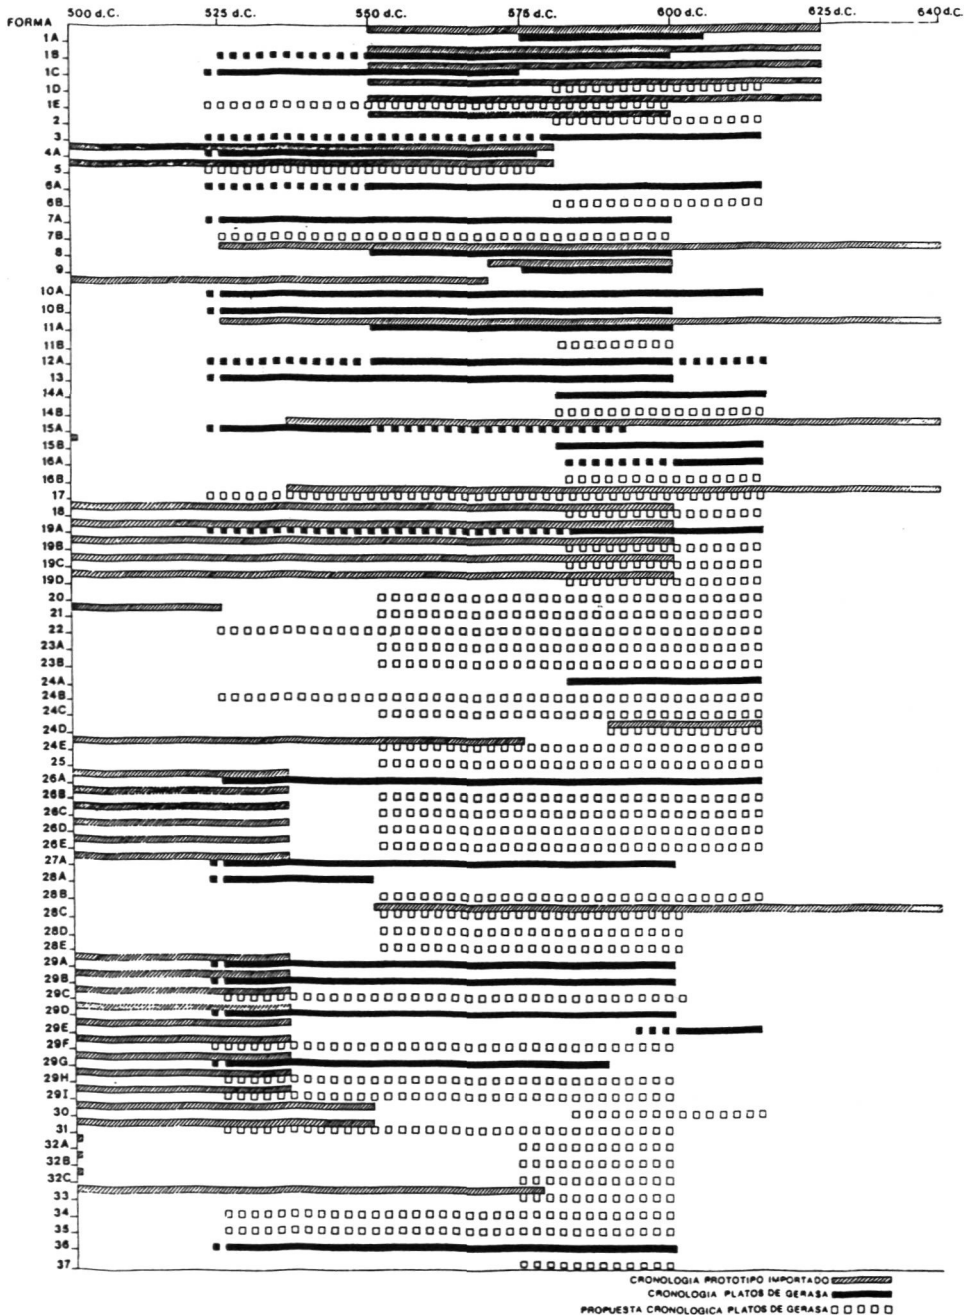 FORMA
500 d.C. 525 d.C. 550 d.C. 575 d.C. 600 d.C. 625 d.C. 640 d.C.
1A
1B
1C
1D
1E
2
3
4A
5
6A
6B
7A
7B
8
9
10A
10B
11A
11B
12A
13
14A
14B
15A
15B
16A
16B
17
18
19A
19B
19C
19D
20
21
22
23A
23B
24A
24B
24C
24D
24E
25
26A
26B
26C
26D
26E
27A
28A
28B
28C
28D
28E
29A
29B
29C
29D
29E
29F
29G
29H
29I
30
31
32A
32B
32C
33
34
35
36
37
CRONOLOGIA PROTOTIPO IMPORTADO
CRONOLOGIA PLATOS DE GERASA
PROPUESTA CRONOLOGICA PLATOS DE GERASA